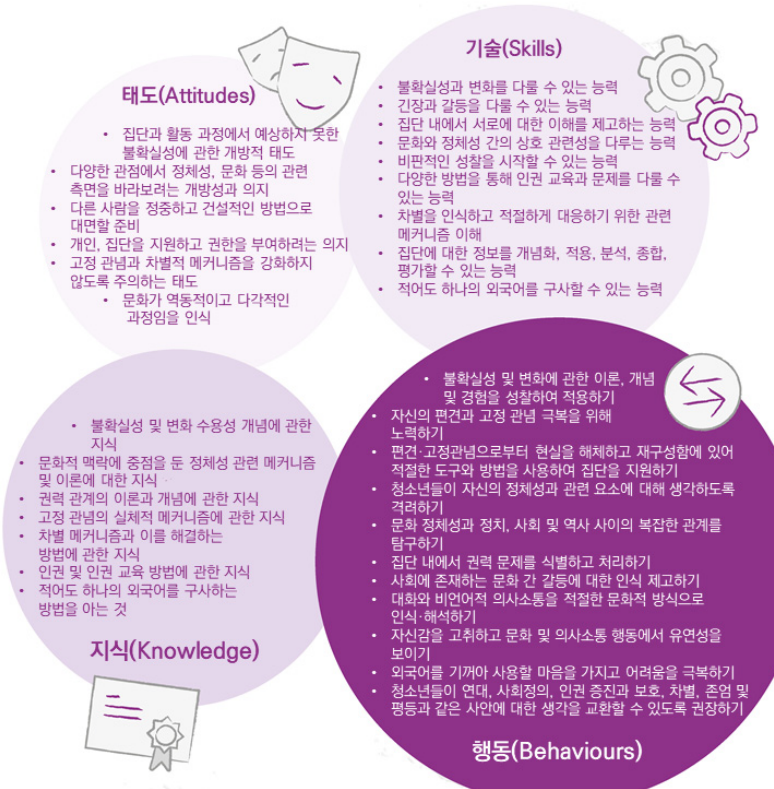 태도(Attitudes)
• 집단과 활동 과정에서 예상하지 못한
불확실성에 관한 개방적 태도
• 다양한 관점에서 정체성, 문화 등의 관련
측면을 바라보려는 개방성과 의지
• 다른 사람을 정중하고 건설적인 방법으로
대면할 준비
• 개인, 집단을 지원하고 권한을 부여하려는 의지
• 고정 관념과 차별적 메커니즘을 강화하지
않도록 주의하는 태도
• 문화가 역동적이고 다각적인
과정임을 인식
기술(Skills)
• 불확실성과 변화를 다룰 수 있는 능력
• 긴장과 갈등을 다룰 수 있는 능력
• 집단 내에서 서로에 대한 이해를 제고하는 능력
• 문화와 정체성 간의 상호 관련성을 다루는 능력
• 비판적인 성찰을 시작할 수 있는 능력
• 다양한 방법을 통해 인권 교육과 문제를 다룰 수
있는 능력
• 차별을 인식하고 적절하게 대응하기 위한 관련
메커니즘 이해
• 집단에 대한 정보를 개념화, 적용, 분석, 종합,
평가할 수 있는 능력
• 적어도 하나의 외국어를 구사할 수 있는 능력
• 불확실성 및 변화 수용성 개념에 관한
지식
• 문화적 맥락에 중점을 둔 정체성 관련 메커니즘
및 이론에 대한 지식
• 권력 관계의 이론과 개념에 관한 지식
• 고정 관념의 실체적 메커니즘에 관한 지식
• 차별 메커니즘과 이를 해결하는
방법에 관한 지식
• 인권 및 인권 교육 방법에 관한 지식
• 적어도 하나의 외국어를 구사하는
방법을 아는 것
지식(Knowledge)
• 불확실성 및 변화에 관한 이론, 개념
및 경험을 성찰하여 적용하기
• 자신의 편견과 고정 관념 극복을 위해
노력하기
• 편견·고정관념으로부터 현실을 해체하고 재구성함에 있어
적절한 도구와 방법을 사용하여 집단을 지원하기
• 청소년들이 자신의 정체성과 관련 요소에 대해 생각하도록
격려하기
• 문화 정체성과 정치, 사회 및 역사 사이의 복잡한 관계를
탐구하기
• 집단 내에서 권력 문제를 식별하고 처리하기
• 사회에 존재하는 문화 간 갈등에 대한 인식 제고하기
• 대화와 비언어적 의사소통을 적절한 문화적 방식으로
인식·해석하기
• 자신감을 고취하고 문화 및 의사소통 행동에서 유연성을
보이기
• 외국어를 기꺼아 사용할 마음을 가지고 어려움을 극복하기
• 청소년들이 연대, 사회정의, 인권 증진과 보호, 차별, 존엄 및
평등과 같은 사안에 대한 생각을 교환할 수 있도록 권장하기
행동(Behaviours)